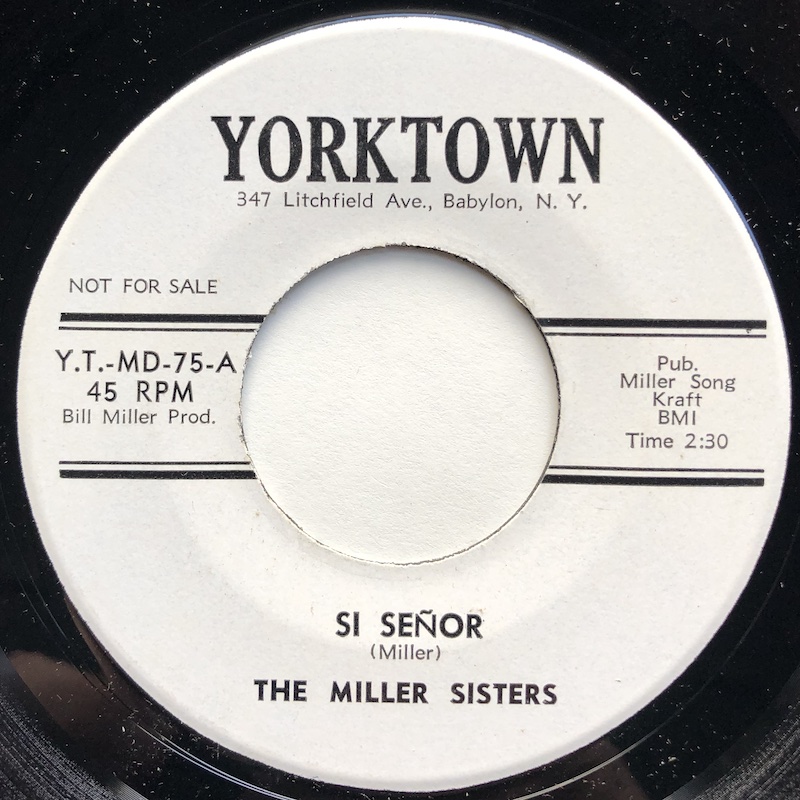 YORKTOWN
347 Litchfield Ave., Babylon, N. Y.
NOT FOR SALE
Y.T.-MD-75-A
45 RPM
Bill Miller Prod.
Pub.
Miller Song
Kraft
BMI
Time 2:30
SI SEÑOR
(Miller)
THE MILLER SISTERS